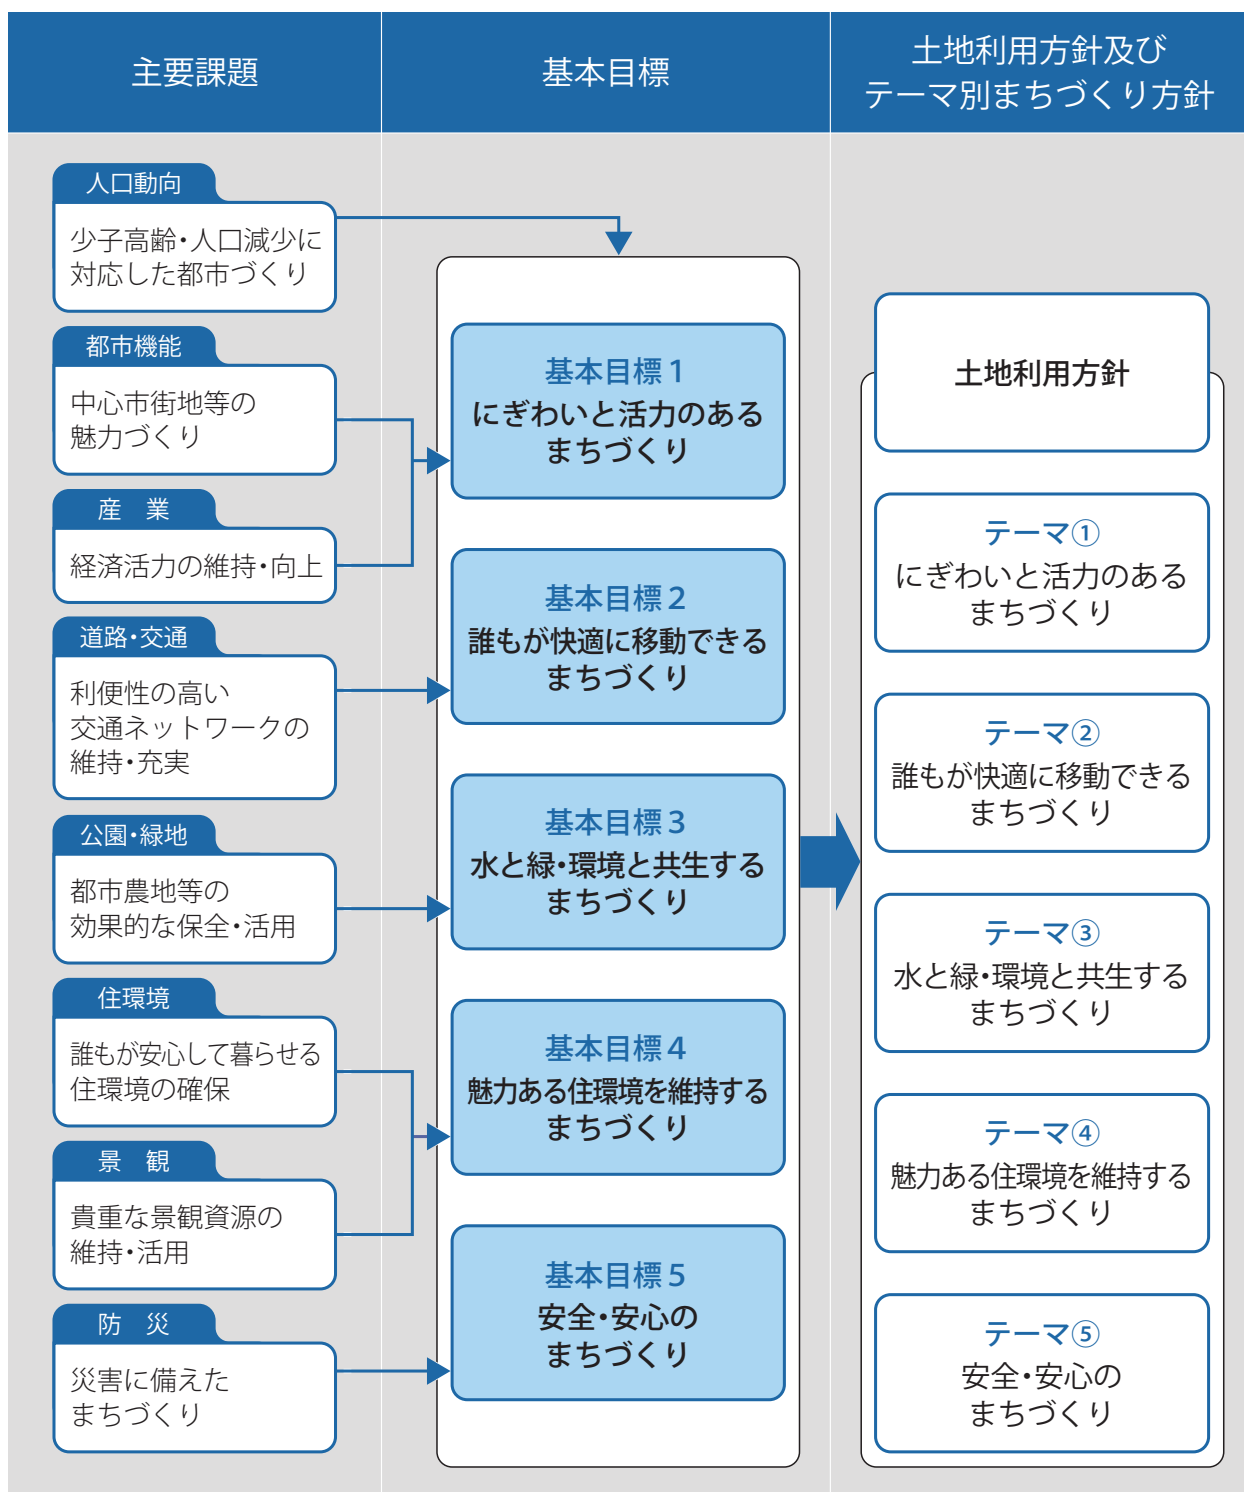 主要課題
基本目標
土地利用方針及び
テーマ別まちづくり方針
人口動向
少子高齢・人口減少に
対応した都市づくり
都市機能
中心市街地等の
魅力づくり
産　業
経済活力の維持・向上
道路・交通
利便性の高い
交通ネットワークの
維持・充実
公園・緑地
都市農地等の
効果的な保全・活用
住環境
誰もが安心して暮らせる
住環境の確保
景　観
貴重な景観資源の
維持・活用
防　災
災害に備えた
まちづくり
基本目標1
にぎわいと活力のある
まちづくり
基本目標2
誰もが快適に移動できる
まちづくり
基本目標3
水と緑・環境と共生する
まちづくり
基本目標4
魅力ある住環境を維持する
まちづくり
基本目標5
安全・安心の
まちづくり
土地利用方針
テーマ①
にぎわいと活力のある
まちづくり
テーマ②
誰もが快適に移動できる
まちづくり
テーマ③
水と緑・環境と共生する
まちづくり
テーマ④
魅力ある住環境を維持する
まちづくり
テーマ⑤
安全・安心の
まちづくり